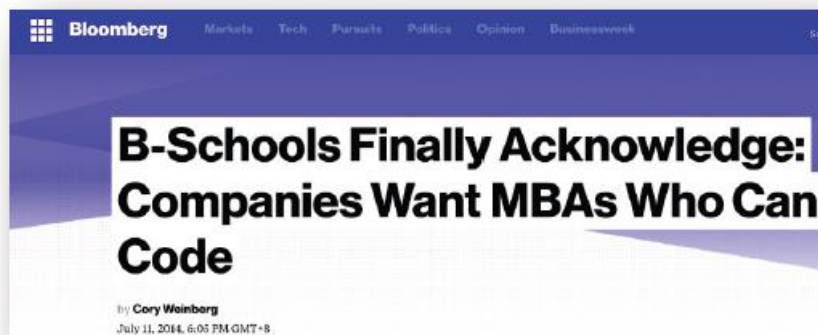 Bloomberg Markets Tech Pursuits Politics Opinion Businessweek
B-Schools Finally Acknowledge:
Companies Want MBAs Who Can
Code
by Cory Weinberg
July 11, 2014, 6:05 PM GMT+8